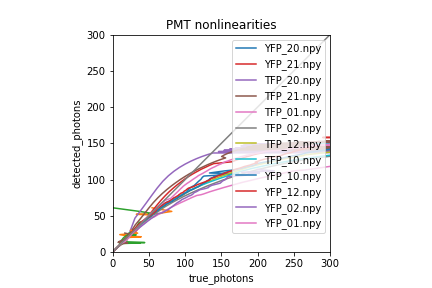 PMT nonlinearities
300
250
200
150
100
50
0
detected_photons
0
50
100
150
200
250
300
true_photons
YFP_20.npy
YFP_21.npy
TFP_20.npy
TFP_21.npy
TFP_01.npy
TFP_02.npy
TFP_12.npy
TFP_10.npy
YFP_10.npy
YFP_12.npy
YFP_02.npy
YFP_01.npy